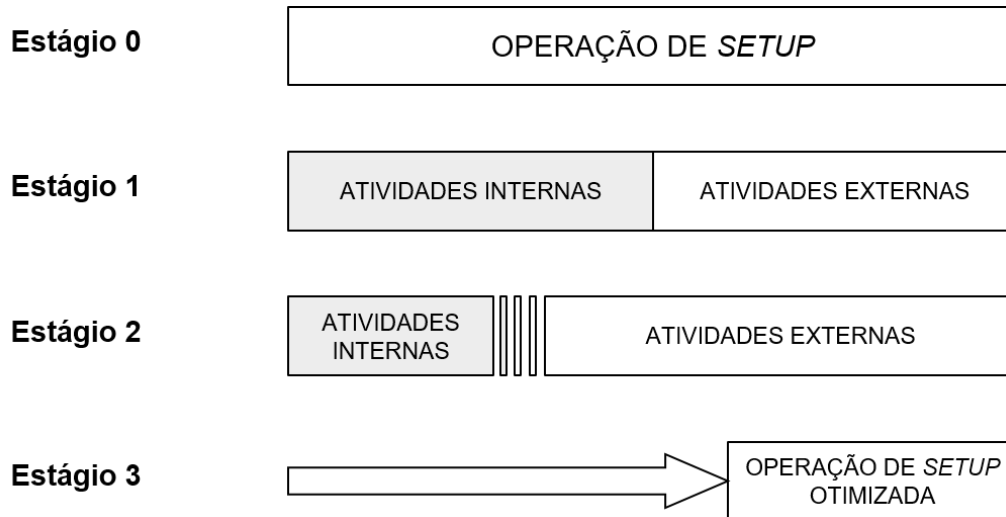 Estágio 0
OPERAÇÃO DE SETUP
Estágio 1
ATIVIDADES INTERNAS
ATIVIDADES EXTERNAS
Estágio 2
ATIVIDADES
INTERNAS
ATIVIDADES EXTERNAS
Estágio 3
OPERAÇÃO DE SETUP
OTIMIZADA